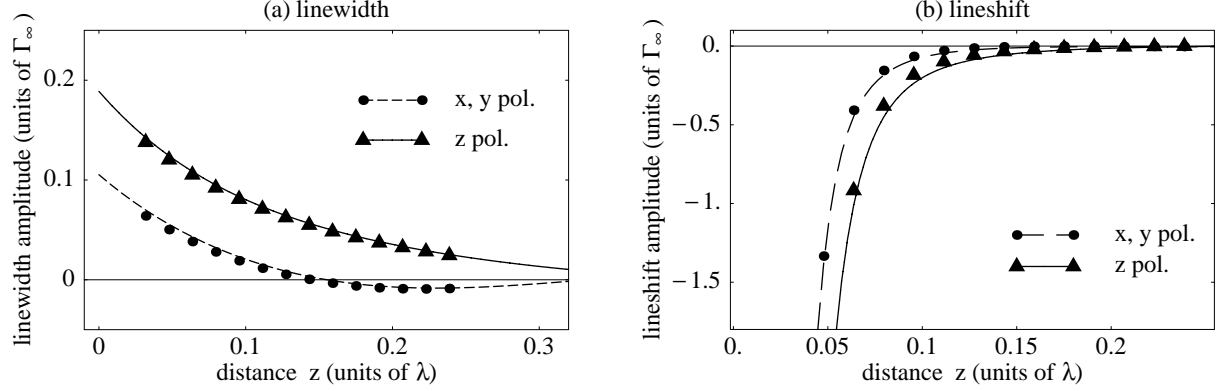 (a) linewidth
linewidth amplitude (units of Γ∞)
0.2
0.1
0
x, y pol.
z pol.
0
0.1
0.2
0.3
distance z (units of λ)
(b) lineshift
lineshift amplitude (units of Γ∞)
0.
−0.5
−1.
−1.5
x, y pol.
z pol.
0.
0.05
0.1
0.15
0.2
distance z (units of λ)